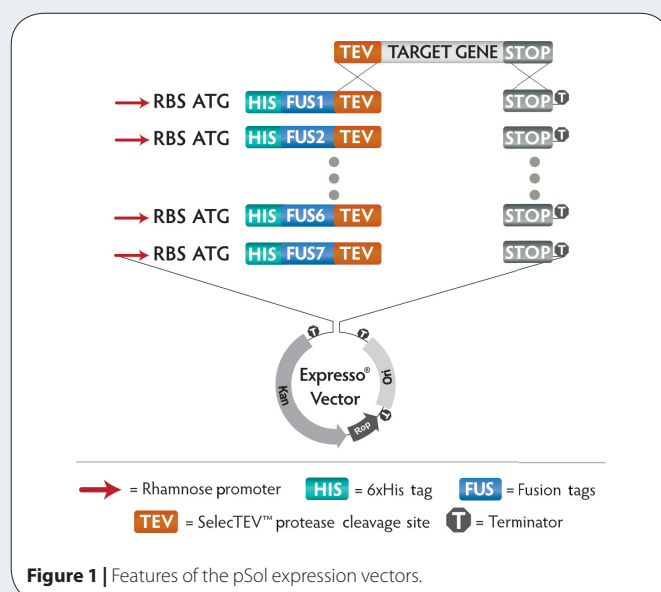 TEV TARGET GENE STOP
RBS ATG HIS FUS1 TEV STOP T
RBS ATG HIS FUS2 TEV STOP T
RBS ATG HIS FUS6 TEV STOP T
RBS ATG HIS FUS7 TEV STOP T
T T
Expresso®
Vector
Kan
Ori
Rop
T
= Rhamnose promoter HIS = 6xHis tag FUS = Fusion tags
TEV = SelecTEV™ protease cleavage site T = Terminator
Figure 1 | Features of the pSol expression vectors.